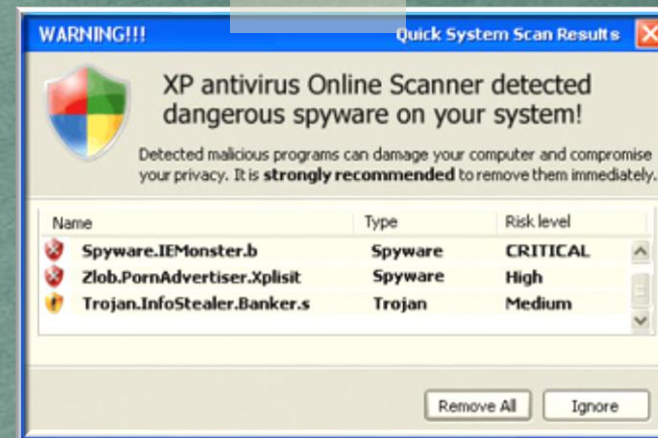 WARNING!!! Quick System Scan Results
XP antivirus Online Scanner detected
dangerous spyware on your system!
Detected malicious programs can damage your computer and compromise
your privacy. It is strongly recommended to remove them immediately.
Name Type Risk level
Spyware.IEMonster.b Spyware CRITICAL
Zlob.PornAdvertiser.Xplisit Spyware High
Trojan.InfoStealer.Banker.s Trojan Medium
Remove All Ignore